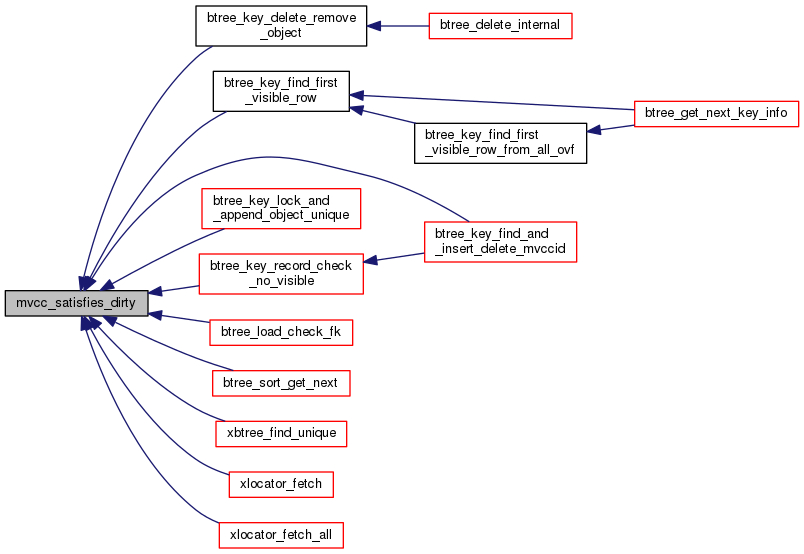 btree_key_delete_remove
_object
btree_delete_internal
btree_key_find_first
_visible_row
btree_get_next_key_info
btree_key_find_first
_visible_row_from_all_ovf
btree_key_lock_and
_append_object_unique
btree_key_find_and
_insert_delete_mvccid
btree_key_record_check
_no_visible
mvcc_satisfies_dirty
btree_load_check_fk
btree_sort_get_next
xbtree_find_unique
xlocator_fetch
xlocator_fetch_all